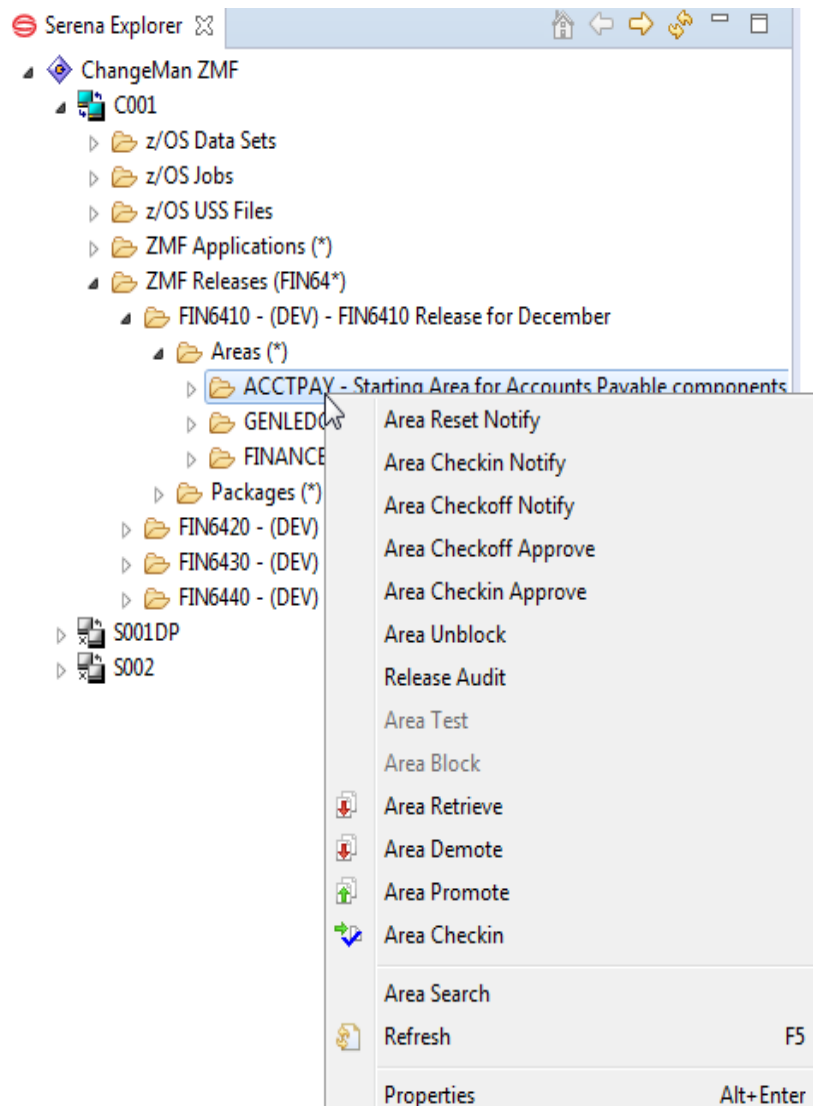 Serena Explorer
ChangeMan ZMF
C001
z/OS Data Sets
z/OS Jobs
z/OS USS Files
ZMF Applications (*)
ZMF Releases (FIN64*)
FIN6410 - (DEV) - FIN6410 Release for December
Areas (*)
ACCTPAY - Starting Area for Accounts Payable components
GENLEDG
FINANCE
Packages (*)
FIN6420 - (DEV)
FIN6430 - (DEV)
FIN6440 - (DEV)
S001DP
S002
Area Reset Notify
Area Checkin Notify
Area Checkoff Notify
Area Checkoff Approve
Area Checkin Approve
Area Unblock
Release Audit
Area Test
Area Block
Area Retrieve
Area Demote
Area Promote
Area Checkin
Area Search
Refresh F5
Properties Alt+Enter